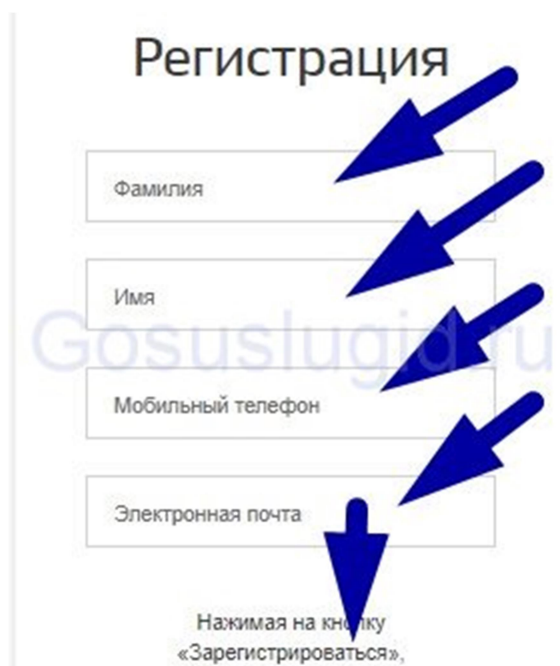 Регистрация
Фамилия
Имя
Gosuslugid.ru
Мобильный телефон
Электронная почта
Нажимая на кнопку
«Зарегистрироваться»,